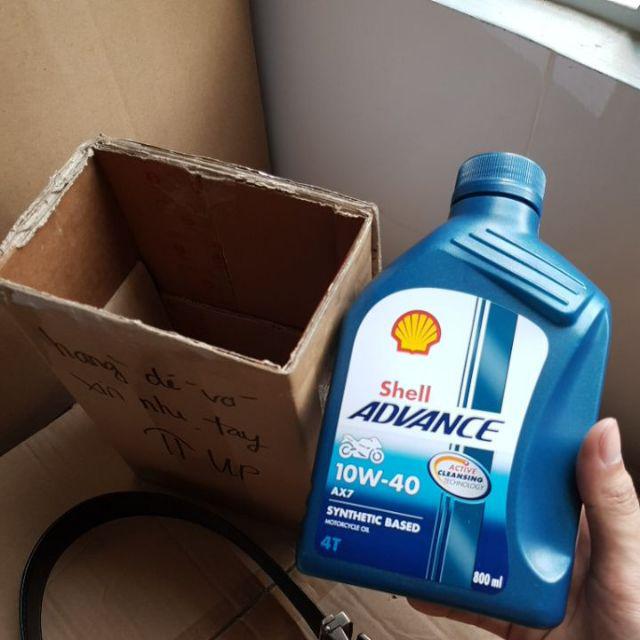 hàng dễ vỡ
xin nhẹ tay
Shell
ADVANCE
10W-40
AX7
ACTIVE
CLEANSING
TECHNOLOGY
SYNTHETIC BASED
MOTORCYCLE OIL
4T
800 ml